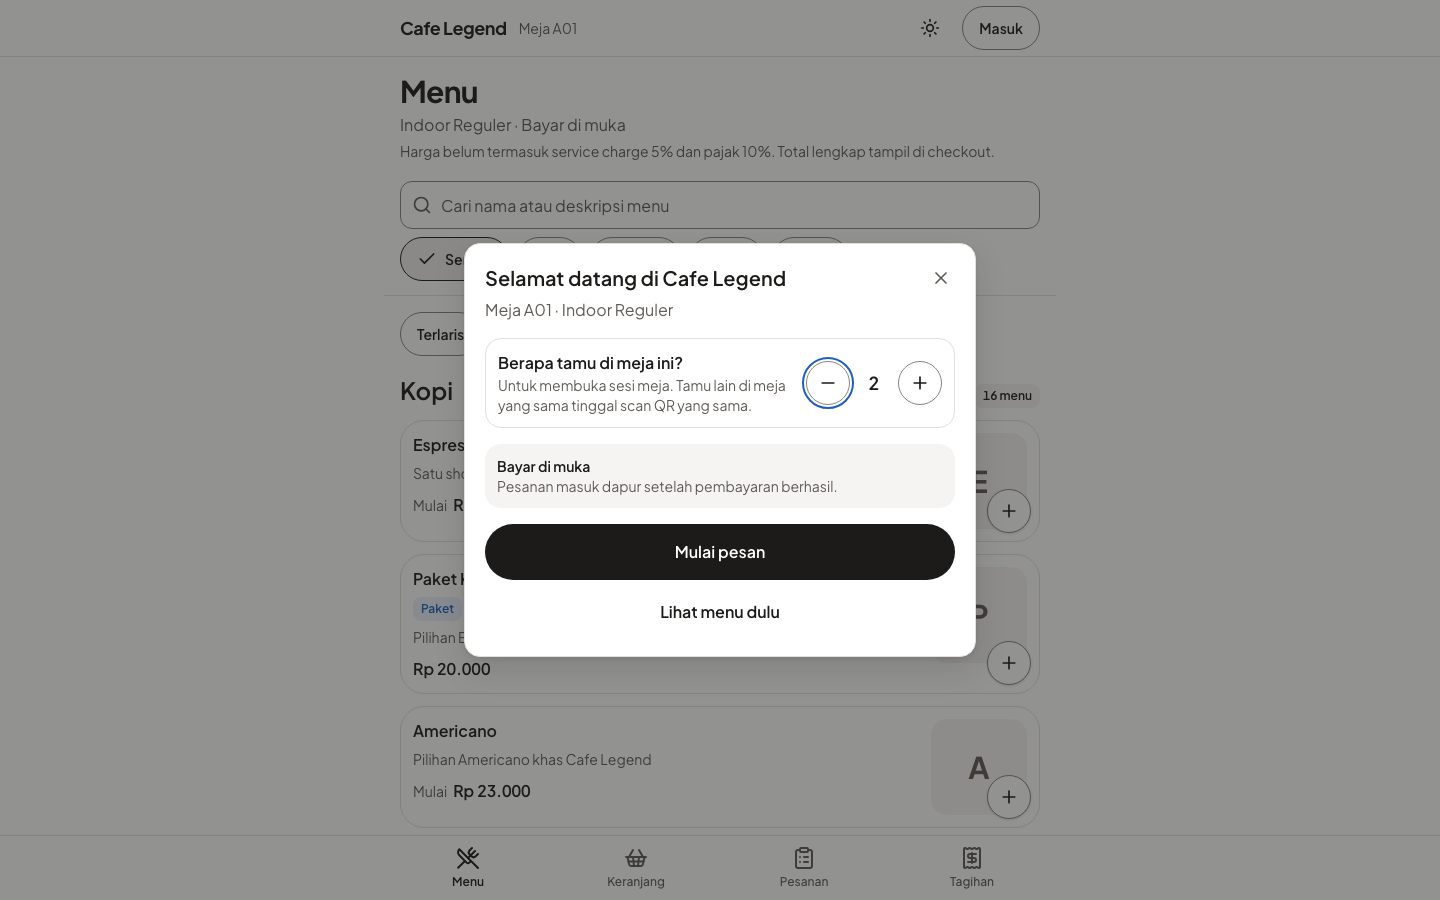 Cafe Legend
Meja A01
Masuk
Menu
Indoor Reguler · Bayar di muka
Harga belum termasuk service charge 5% dan pajak 10%. Total lengkap tampil di checkout.
Cari nama atau deskripsi menu
Selamat datang di Cafe Legend
Meja A01 · Indoor Reguler
Terlaris
Berapa tamu di meja ini?
Untuk membuka sesi meja. Tamu lain di meja
yang sama tinggal scan QR yang sama.
2
Kopi
16 menu
Bayar di muka
Pesanan masuk dapur setelah pembayaran berhasil.
Mulai
Mulai pesan
Lihat menu dulu
Paket
Rp 20.000
Americano
Pilihan Americano khas Cafe Legend
Mulai Rp 23.000
A
Menu
Keranjang
Pesanan
Tagihan